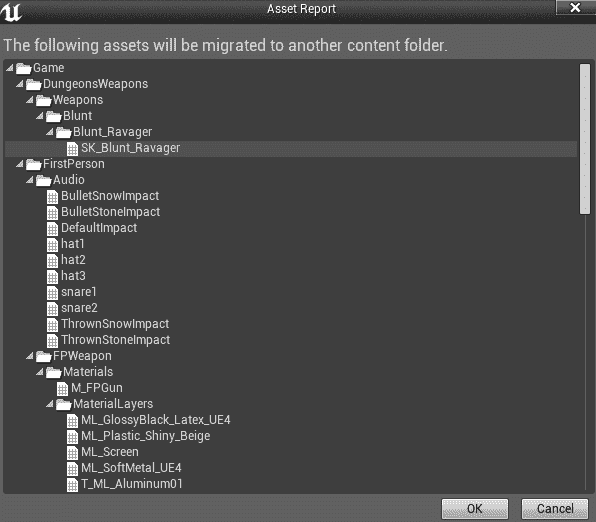 Asset Report
The following assets will be migrated to another content folder.
Game
DungeonsWeapons
Weapons
Blunt
Blunt_Ravager
SK_Blunt_Ravager
FirstPerson
Audio
BulletSnowImpact
BulletStoneImpact
DefaultImpact
hat1
hat2
hat3
snare1
snare2
ThrownSnowImpact
ThrownStoneImpact
FPWeapon
Materials
M_FPGun
MaterialLayers
ML_GlossyBlack_Latex_UE4
ML_Plastic_Shiny_Beige
ML_Screen
ML_SoftMetal_UE4
T_ML_Aluminum01
OK Cancel